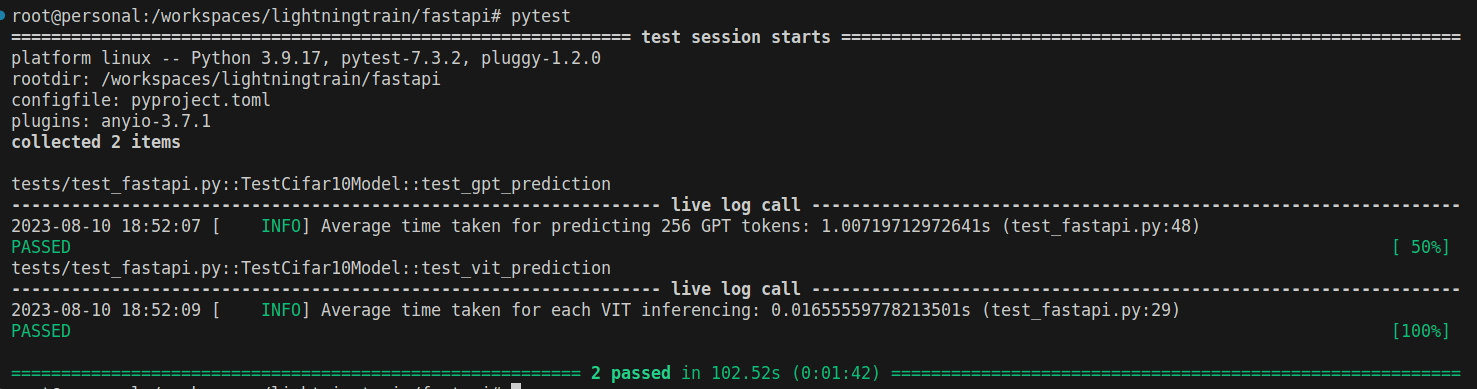 root@personal:/workspaces/lightningtrain/fastapi# pytest
============================================================== test session starts ==============================================================
platform linux -- Python 3.9.17, pytest-7.3.2, pluggy-1.2.0
rootdir: /workspaces/lightningtrain/fastapi
configfile: pyproject.toml
plugins: anyio-3.7.1
collected 2 items
tests/test_fastapi.py::TestCifar10Model::test_gpt_prediction
----------------------------------------------------------------- live log call -----------------------------------------------------------------
2023-08-10 18:52:07 [    INFO] Average time taken for predicting 256 GPT tokens: 1.00719712972641s (test_fastapi.py:48)
PASSED [ 50%]
tests/test_fastapi.py::TestCifar10Model::test_vit_prediction
----------------------------------------------------------------- live log call -----------------------------------------------------------------
2023-08-10 18:52:09 [    INFO] Average time taken for each VIT inferencing: 0.01655559778213501s (test_fastapi.py:29)
PASSED [100%]
========================================================= 2 passed in 102.52s (0:01:42) =========================================================